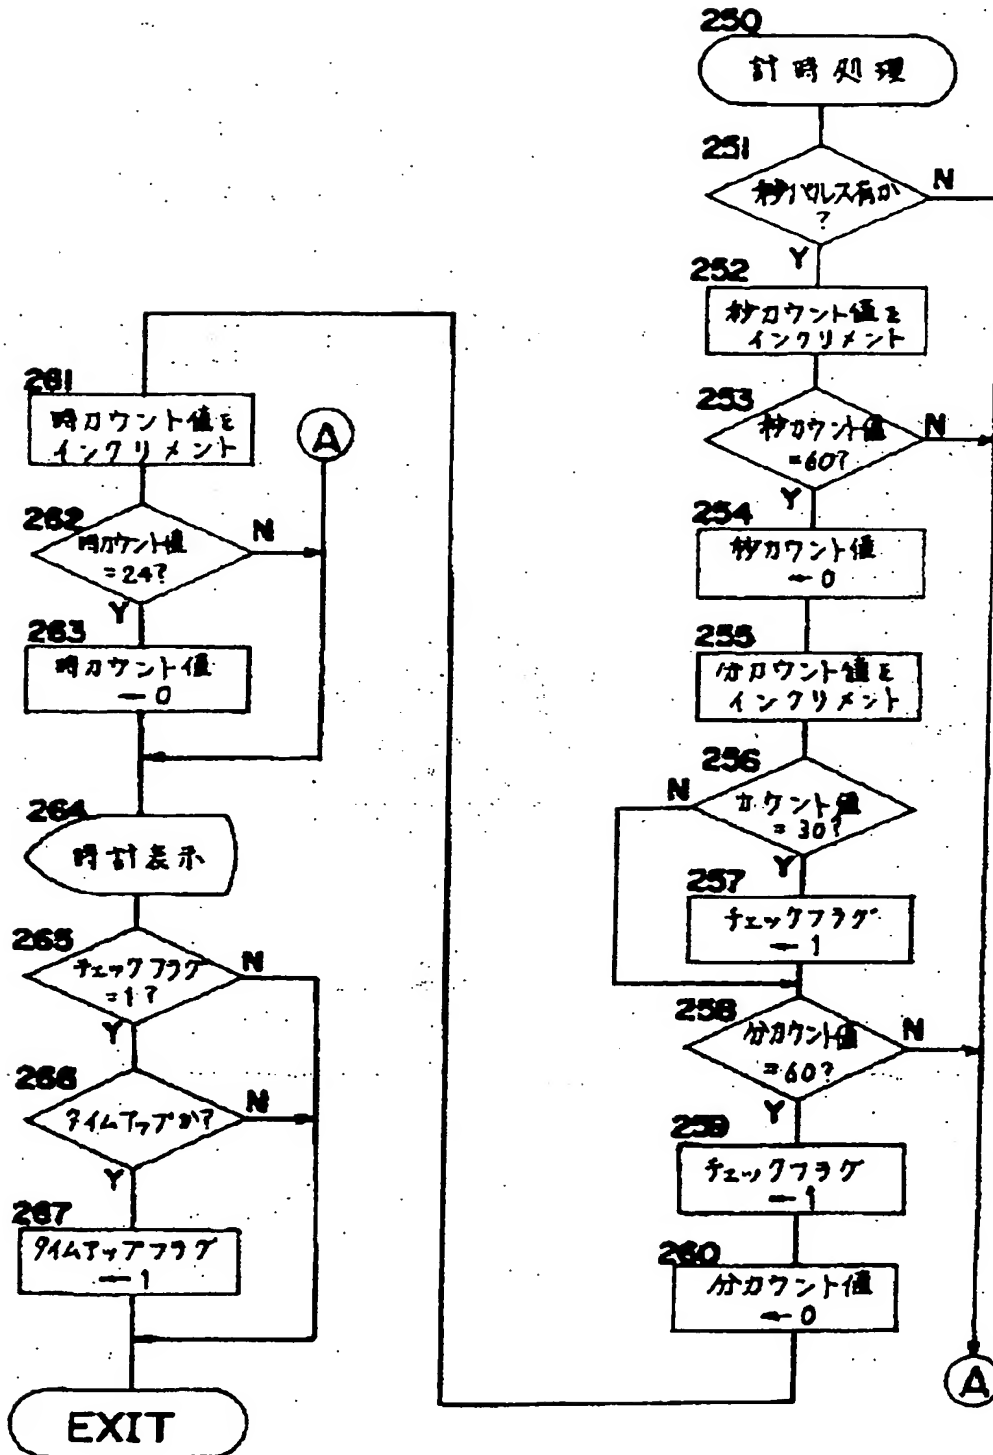 250
計時処理
251
秒パルス有か
?
N
Y
252
秒カウント値を
インクリメント
253
秒カウント値
=60?
N
Y
254
秒カウント値
←0
255
分カウント値を
インクリメント
256
カウント値
=30?
N
Y
257
チェックフラグ
←1
258
分カウント値
=60?
N
Y
259
チェックフラグ
←1
260
分カウント値
←0
A
261
時カウント値を
インクリメント
A
262
時カウント値
=24?
N
Y
263
時カウント値
←0
264
時計表示
265
チェックフラグ
=1?
N
Y
266
タイムアップか?
N
Y
267
タイムアップフラグ
←1
EXIT